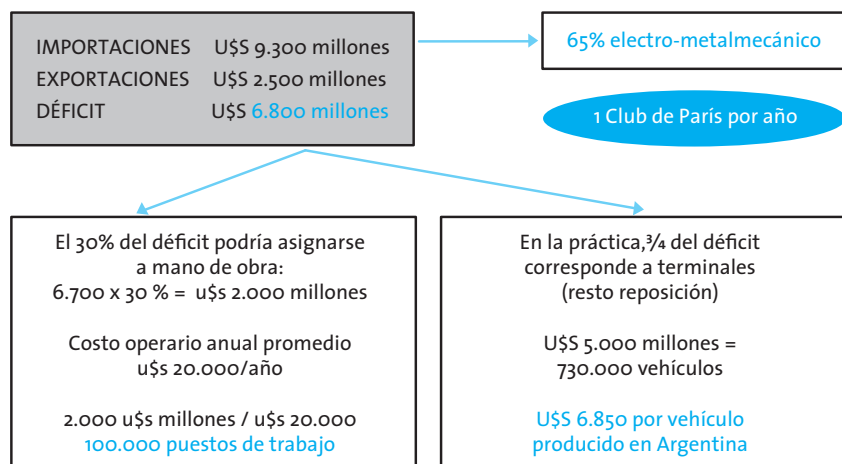 IMPORTACIONES U$S 9.300 millones
EXPORTACIONES U$S 2.500 millones
DÉFICIT U$S 6.800 millones
65% electro-metalmecánico
1 Club de París por año
El 30% del déficit podría asignarse
a mano de obra:
6.700 x 30 % = u$s 2.000 millones
Costo operario anual promedio
u$s 20.000/año
2.000 u$s millones / u$s 20.000
100.000 puestos de trabajo
En la práctica,¾ del déficit
corresponde a terminales
(resto reposición)
U$S 5.000 millones =
730.000 vehículos
U$S 6.850 por vehículo
producido en Argentina